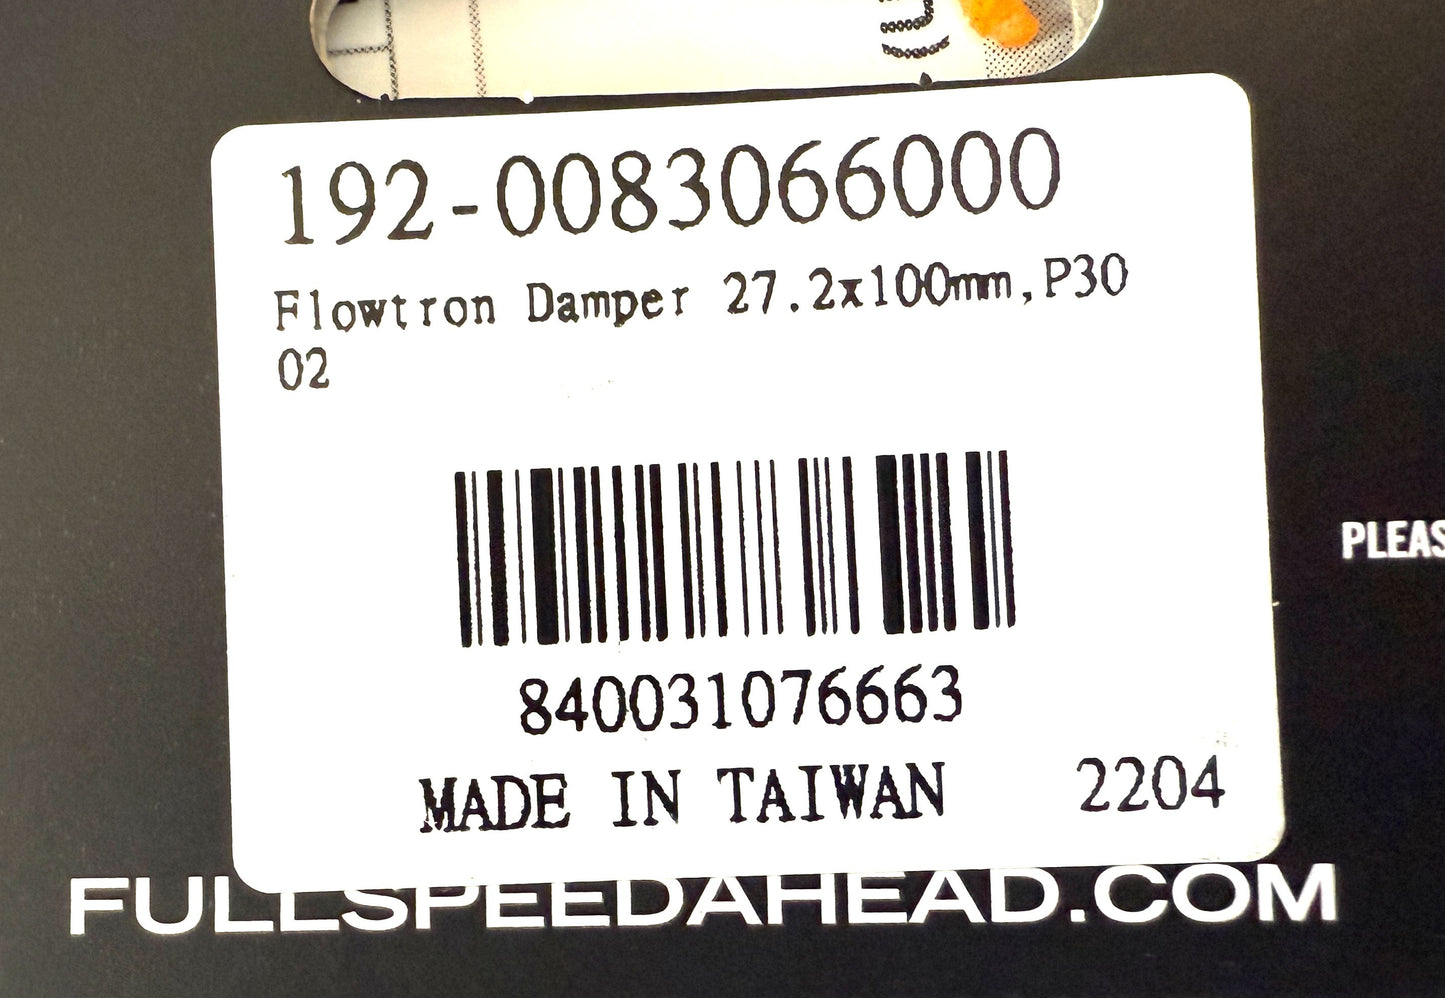 192-0083066000
Flowtron Damper 27.2x100mm,P30
02
PLEAS
840031076663
MADE IN TAIWAN 2204
FULLSPEEDAHEAD.COM